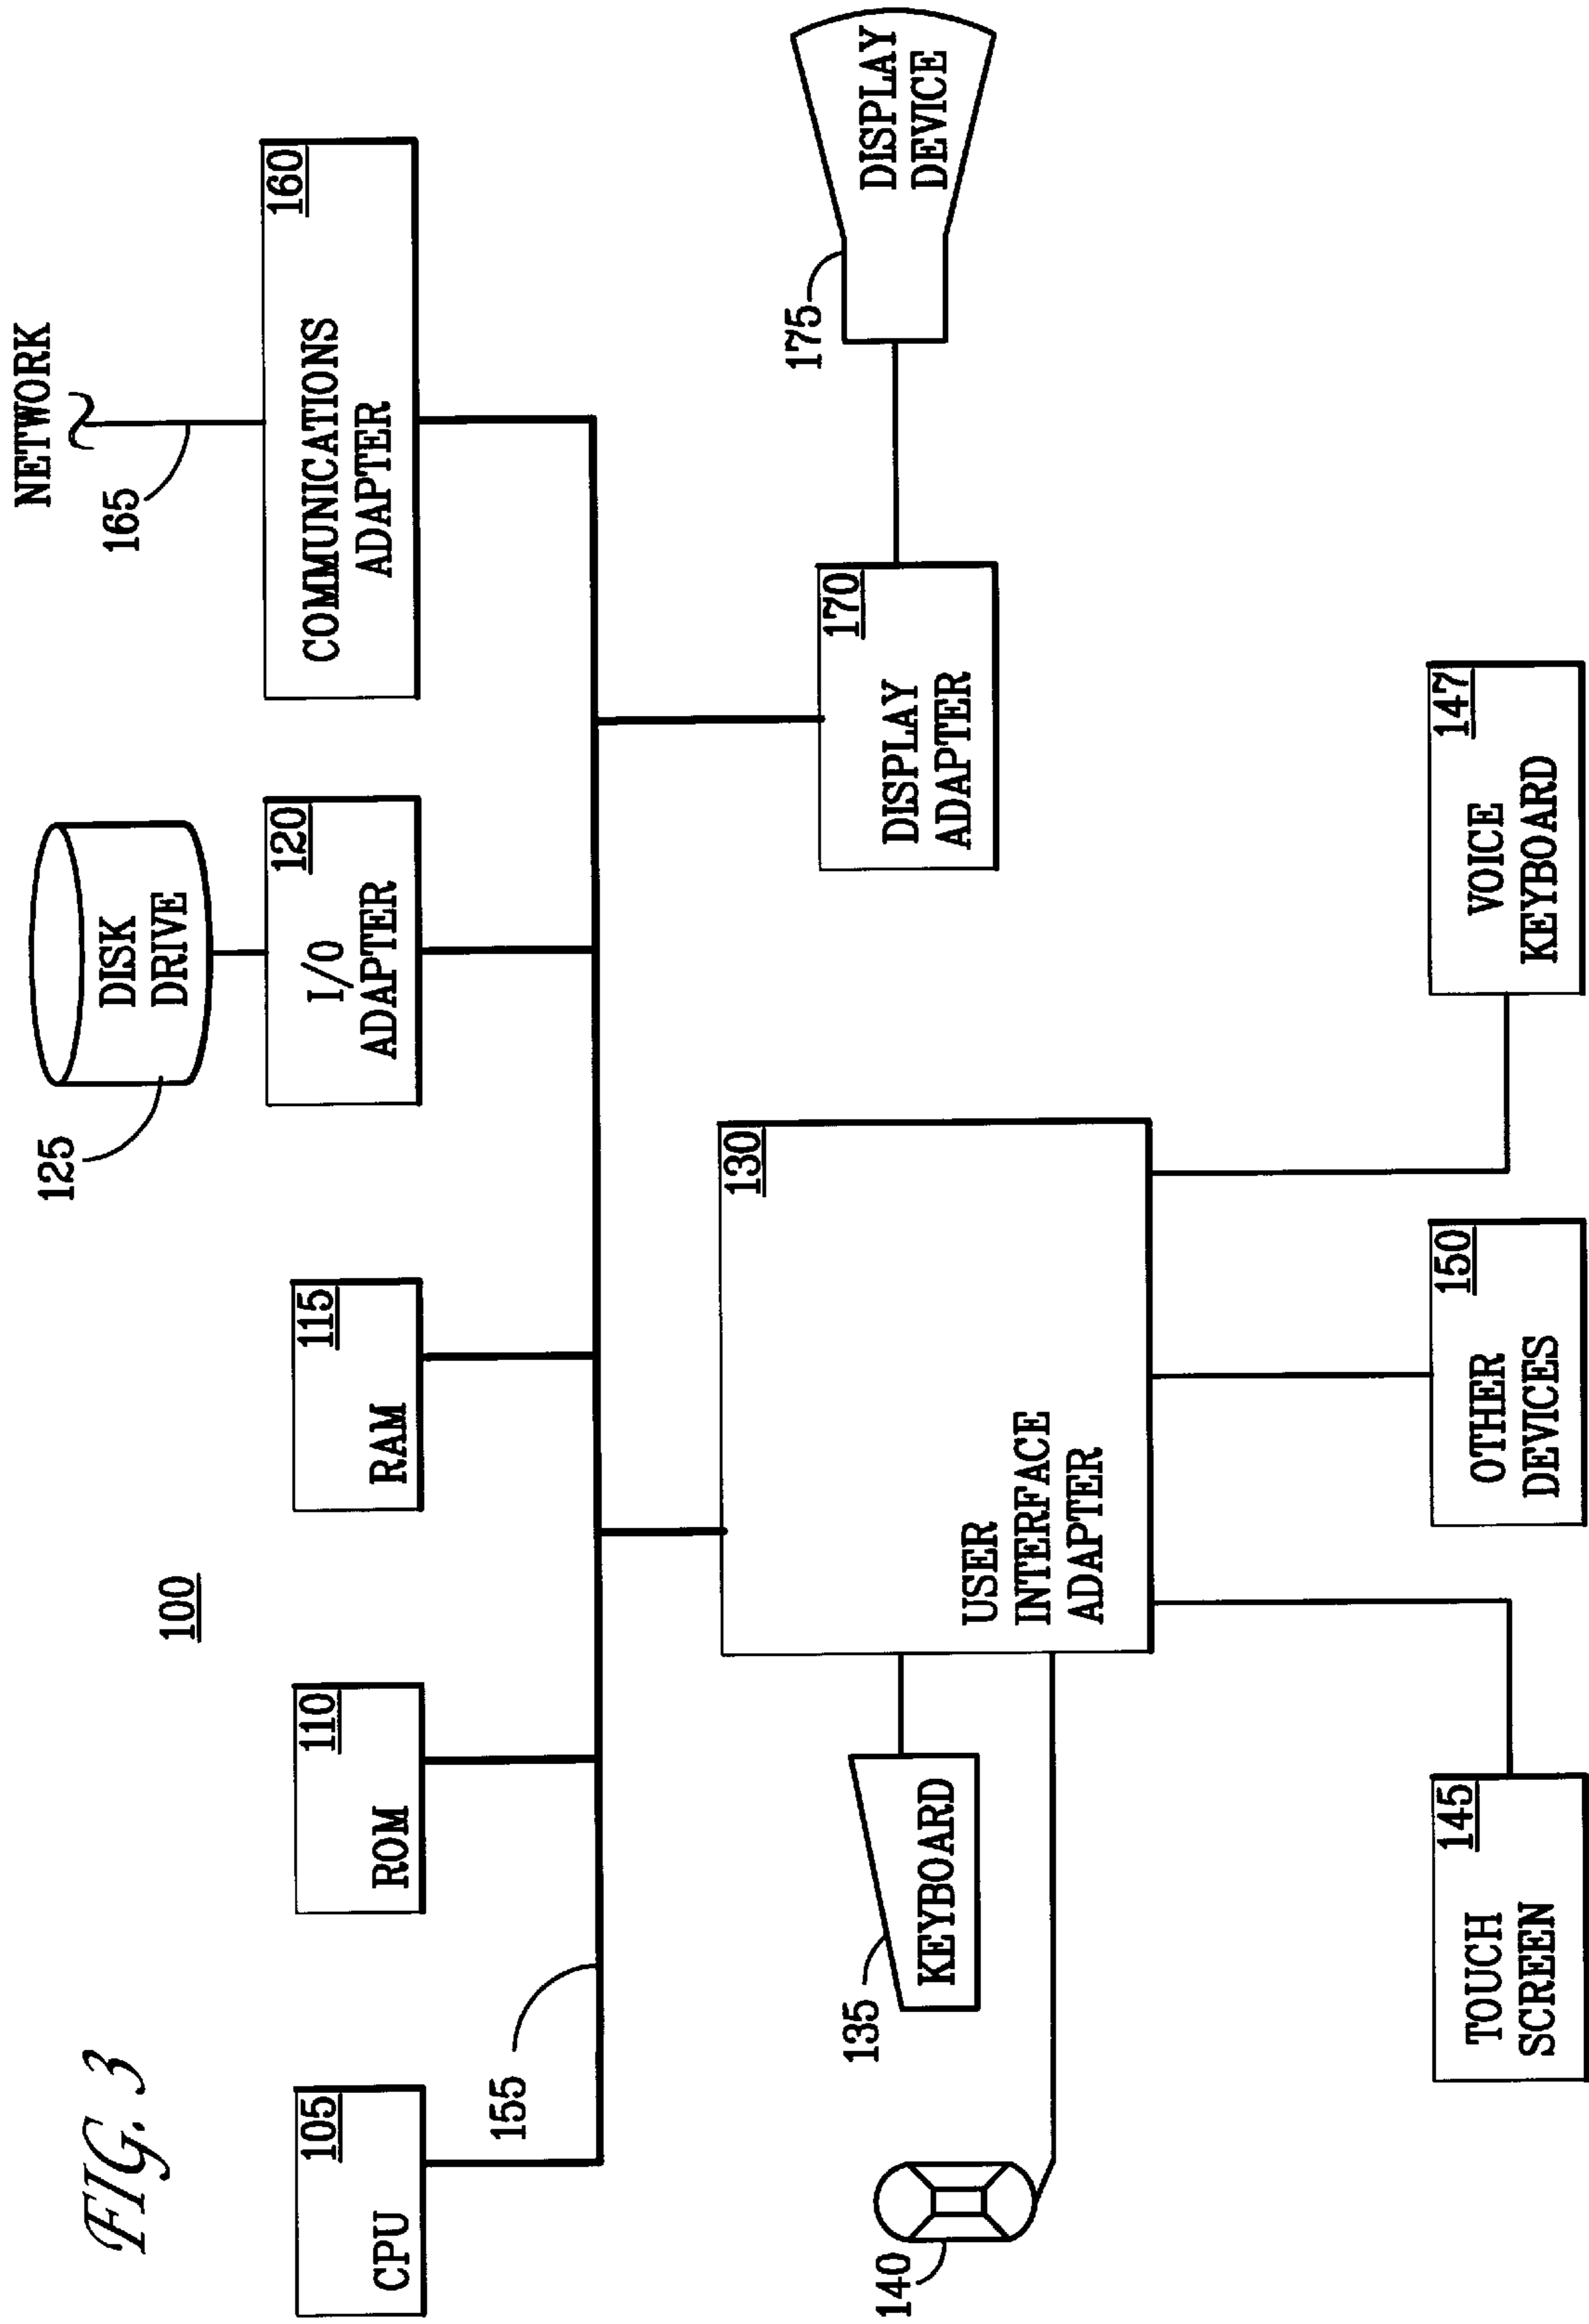 FIG. 3
100
NETWORK
165
125
DISK
DRIVE
105
CPU
110
ROM
115
RAM
120
I/O
ADAPTER
160
COMMUNICATIONS
ADAPTER
155
130
USER
INTERFACE
ADAPTER
170
DISPLAY
ADAPTER
175
DISPLAY
DEVICE
135
KEYBOARD
140
145
TOUCH
SCREEN
150
OTHER
DEVICES
147
VOICE
KEYBOARD